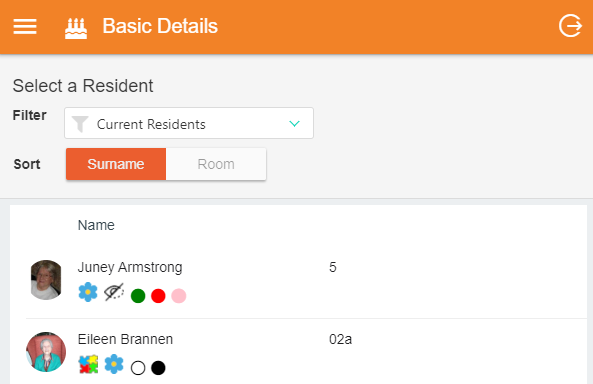 Basic Details
Select a Resident
Filter Current Residents
Sort Surname Room
Name
Juney Armstrong 5
Eileen Brannen 02a